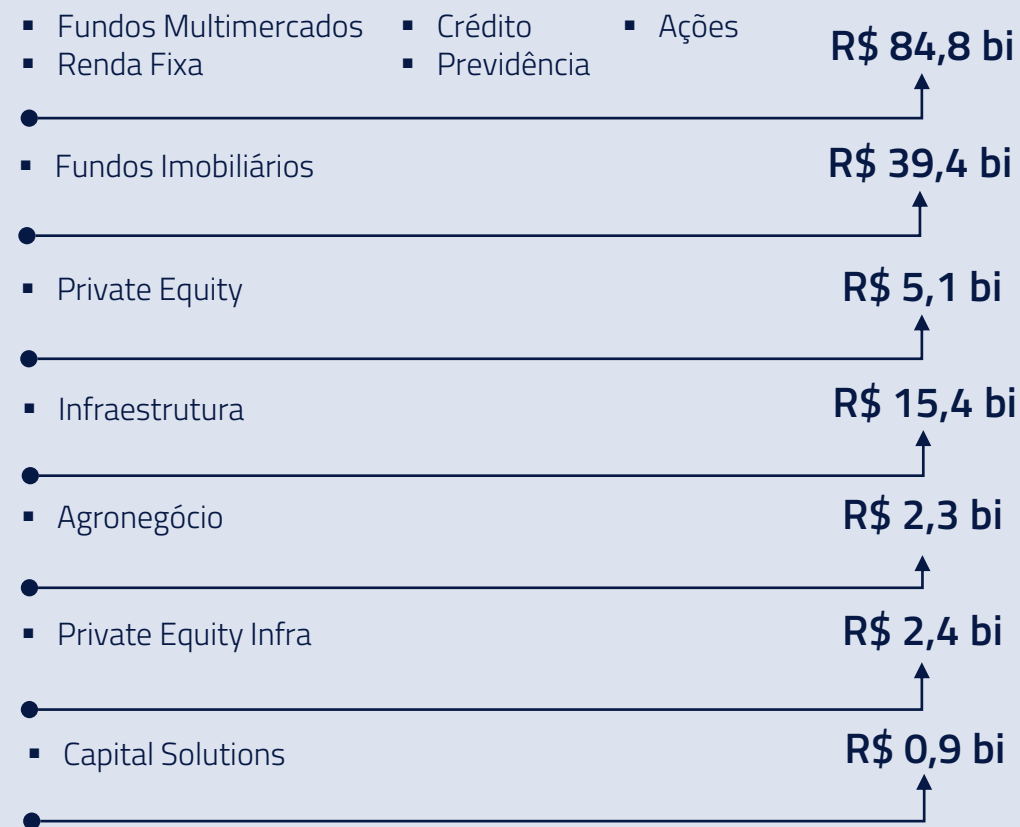 ▪ Fundos Multimercados ▪ Crédito ▪ Ações
▪ Renda Fixa ▪ Previdência
R$ 84,8 bi
▪ Fundos Imobiliários R$ 39,4 bi
▪ Private Equity R$ 5,1 bi
▪ Infraestrutura R$ 15,4 bi
▪ Agronegócio R$ 2,3 bi
▪ Private Equity Infra R$ 2,4 bi
▪ Capital Solutions R$ 0,9 bi